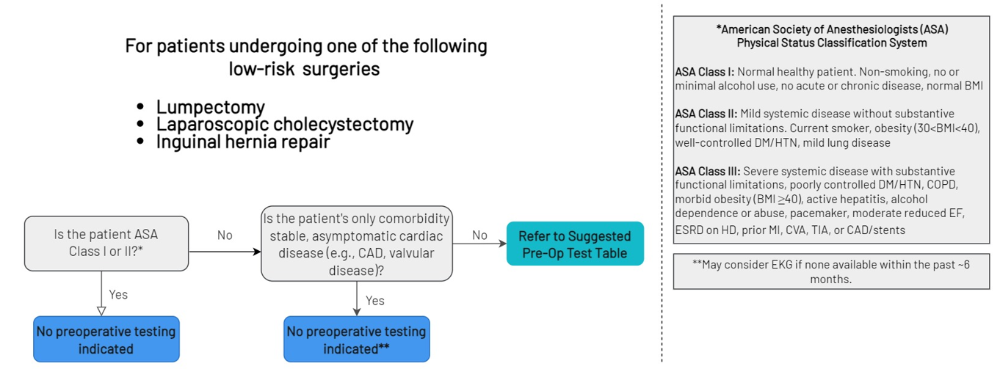 For patients undergoing one of the following
low-risk surgeries
• Lumpectomy
• Laparoscopic cholecystectomy
• Inguinal hernia repair
Is the patient ASA
Class I or II?*
No
Yes
No preoperative testing
indicated
Is the patient's only comorbidity
stable, asymptomatic cardiac
disease (e.g., CAD, valvular
disease)?
No
Yes
No preoperative testing
indicated**
Refer to Suggested
Pre-Op Test Table
*American Society of Anesthesiologists (ASA)
Physical Status Classification System
ASA Class I: Normal healthy patient. Non-smoking, no or
minimal alcohol use, no acute or chronic disease, normal BMI
ASA Class II: Mild systemic disease without substantive
functional limitations. Current smoker, obesity (30<BMI<40),
well-controlled DM/HTN, mild lung disease
ASA Class III: Severe systemic disease with substantive
functional limitations, poorly controlled DM/HTN, COPD,
morbid obesity (BMI ≥40), active hepatitis, alcohol
dependence or abuse, pacemaker, moderate reduced EF,
ESRD on HD, prior MI, CVA, TIA, or CAD/stents
**May consider EKG if none available within the past ~6
months.